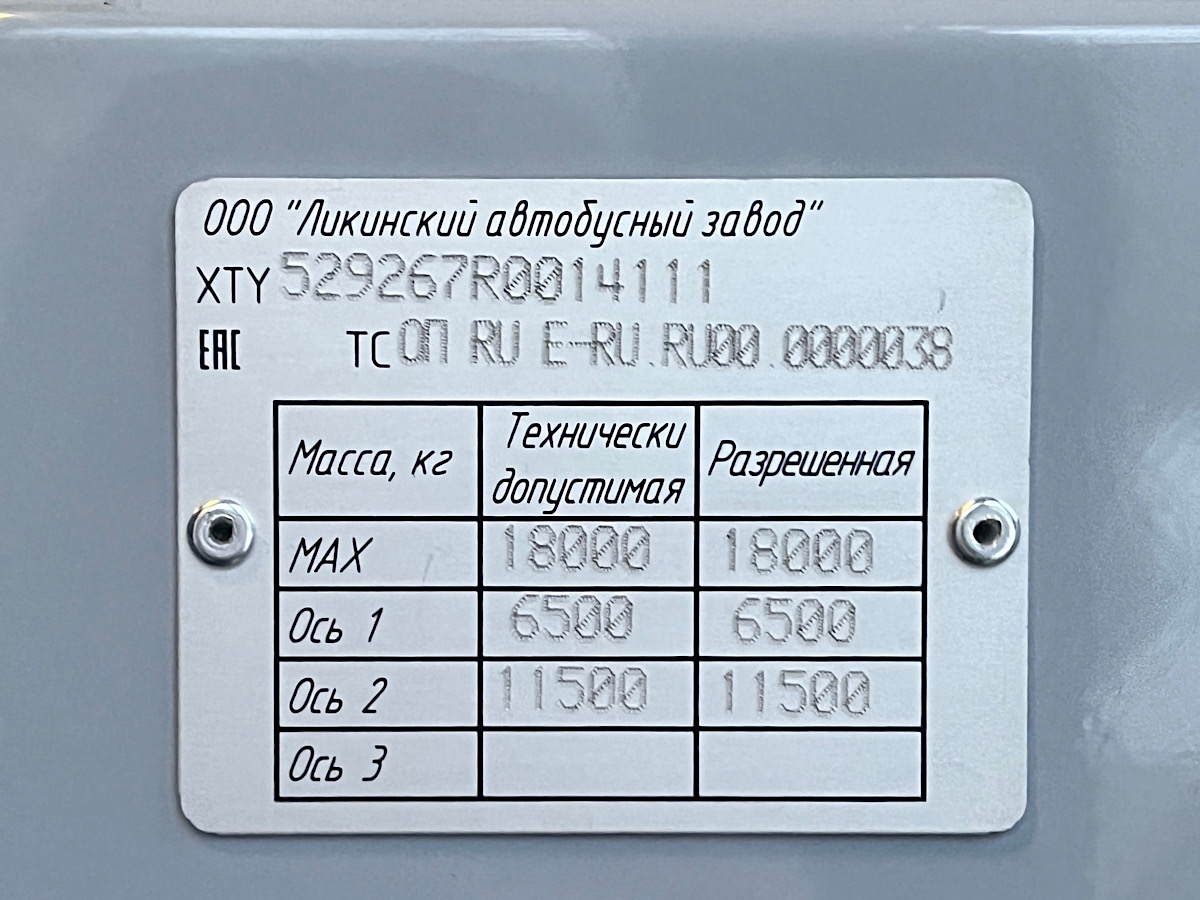 ООО "Ликинский автобусный завод"
XTY 529267R0014111
ЕАС ТС ОП RU Е-RU.RU00.0000038
Масса, кг Технически допустимая Разрешенная
МАХ 18000 18000
Ось 1 6500 6500
Ось 2 11500 11500
Ось 3